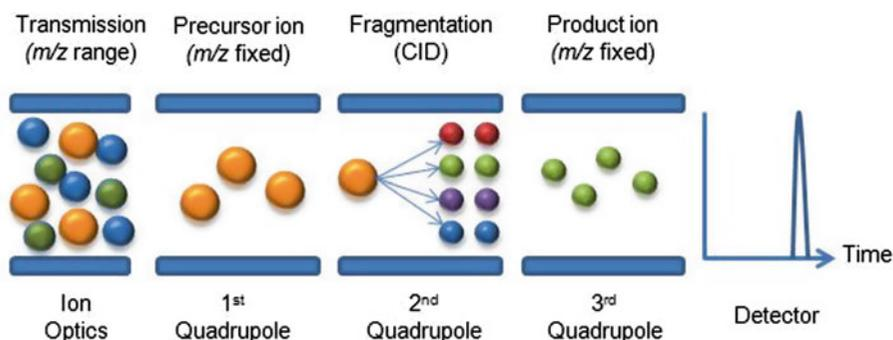 Transmission
(m/z range)
Precursor ion
(m/z fixed)
Fragmentation
(CID)
Product ion
(m/z fixed)
Time
Ion
Optics
1st
Quadrupole
2nd
Quadrupole
3rd
Quadrupole
Detector